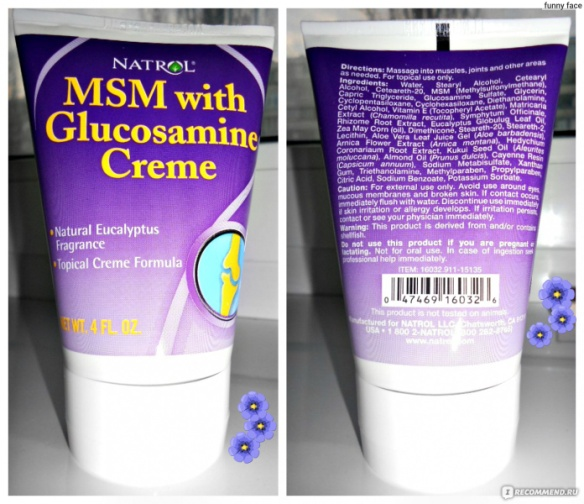 funny face
NATROL
MSM with
Glucosamine
Creme
• Natural Eucalyptus
Fragrance
• Topical Creme Formula
NET WT. 4 FL. OZ.
Directions: Massage into muscles, joints and other areas
as needed. For topical use only.
Ingredients: Water, Stearyl Alcohol, Cetearyl
Alcohol, Ceteareth-20, MSM (Methylsulfonylmethane), Glycerin,
Capric Triglyceride, Glucosamine Sulfate, Glycerin,
Cyclopentasiloxane, Cyclohexasiloxane, Diethanolamine,
Cetyl Alcohol, Vitamin E (Tocopheryl Acetate), Matricaria
Extract (Chamomilla recutita), Symphytum Officinale
Rhizome Root Extract, Eucalyptus Globulug Leaf Oil,
Zea May Corn (oil), Dimethicone, Steareth-20, Steareth-2,
Lecithin, Aloe Vera Leaf Juice Gel (Aloe barbadensis),
Arnica Flower Extract (Arnica montana), Hedychium
Coronarium Root Extract, Kukui Seed Oil (Aleurites
moluccana), Almond Oil (Prunus dulcis), Cayenne Resin
(Capsicum annuum), Sodium Metabisulfate, Xanthan
Gum, Triethanolamine, Methylparaben, Propylparaben,
Citric Acid, Sodium Benzoate, Potassium Sorbate.
Caution: For external use only. Avoid use around eyes,
mucous membranes and broken skin. If contact occurs,
immediately flush with water. Discontinue use immediately
if skin irritation or allergy develops. If irritation persists,
contact or see your physician immediately.
Warning: This product is derived from and/or contains
shellfish.
Do not use this product if you are pregnant or
lactating. Not for oral use. In case of ingestion seek
professional help immediately.
ITEM: 16032.911-15135
0 47469 16032 6
This product is not tested on animals
Manufactured for NATROL LLC, Chatsworth, CA
USA • 1 800 2-NATROL
www.natrol.com
IRECOMMEND.RU